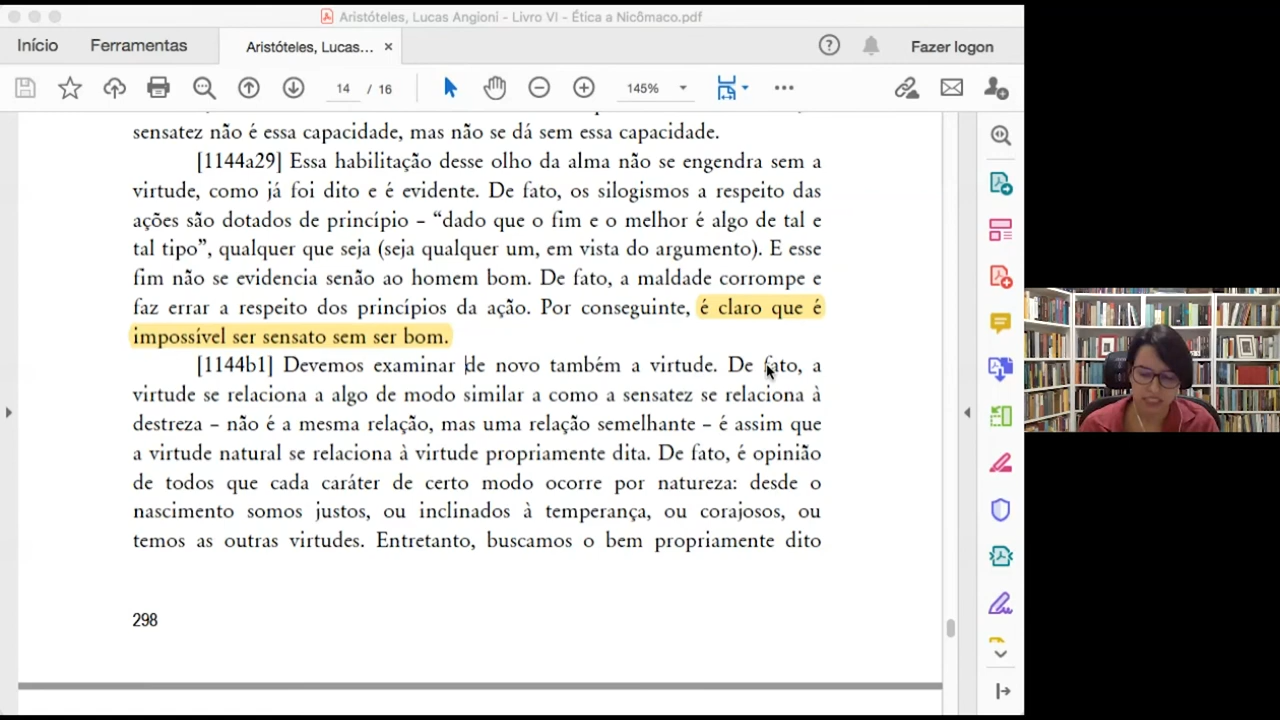 Aristóteles, Lucas Angioni - Livro VI - Ética a Nicômaco.pdf
Início Ferramentas Aristóteles, Lucas... × Fazer logon
14 / 16 145%
sensatez não é essa capacidade, mas não se dá sem essa capacidade.
[1144a29] Essa habilitação desse olho da alma não se engendra sem a
virtude, como já foi dito e é evidente. De fato, os silogismos a respeito das
ações são dotados de princípio – “dado que o fim e o melhor é algo de tal e
tal tipo”, qualquer que seja (seja qualquer um, em vista do argumento). E esse
fim não se evidencia senão ao homem bom. De fato, a maldade corrompe e
faz errar a respeito dos princípios da ação. Por conseguinte, é claro que é
impossível ser sensato sem ser bom.
[1144b1] Devemos examinar de novo também a virtude. De fato, a
virtude se relaciona a algo de modo similar a como a sensatez se relaciona à
destreza – não é a mesma relação, mas uma relação semelhante – é assim que
a virtude natural se relaciona à virtude propriamente dita. De fato, é opinião
de todos que cada caráter de certo modo ocorre por natureza: desde o
nascimento somos justos, ou inclinados à temperança, ou corajosos, ou
temos as outras virtudes. Entretanto, buscamos o bem propriamente dito
298